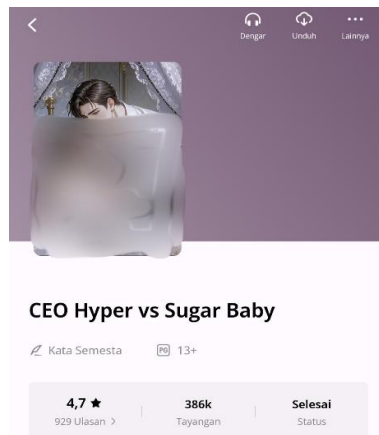 Dengar Unduh Lainnya
CEO Hyper vs Sugar Baby
Kata Semesta PG 13+
4,7 ★ 386k Selesai
929 Ulasan > Tayangan Status